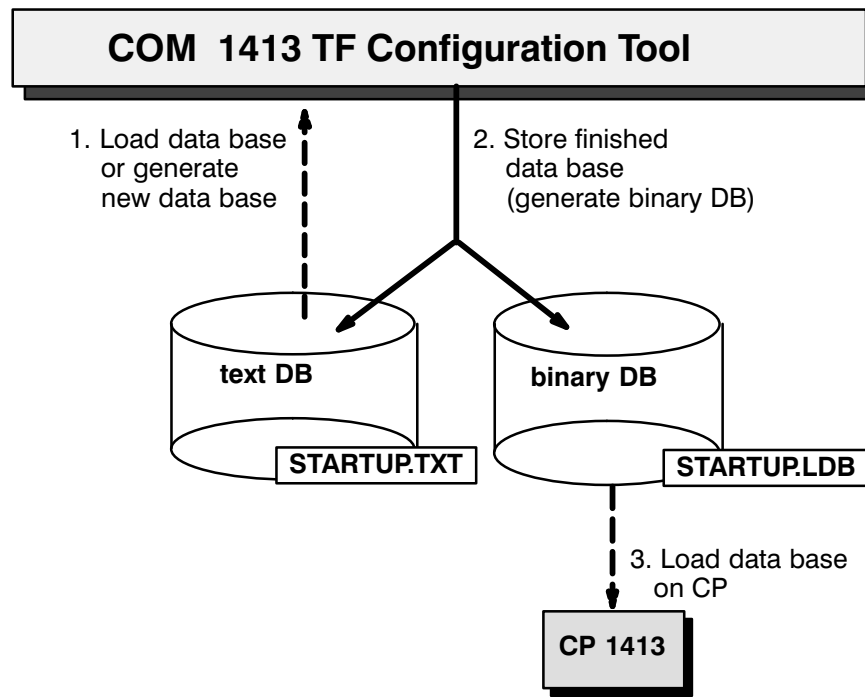 COM 1413 TF Configuration Tool
1. Load data base
or generate
new data base
2. Store finished
data base
(generate binary DB)
text DB
binary DB
STARTUP.TXT
STARTUP.LDB
3. Load data base
on CP
CP 1413